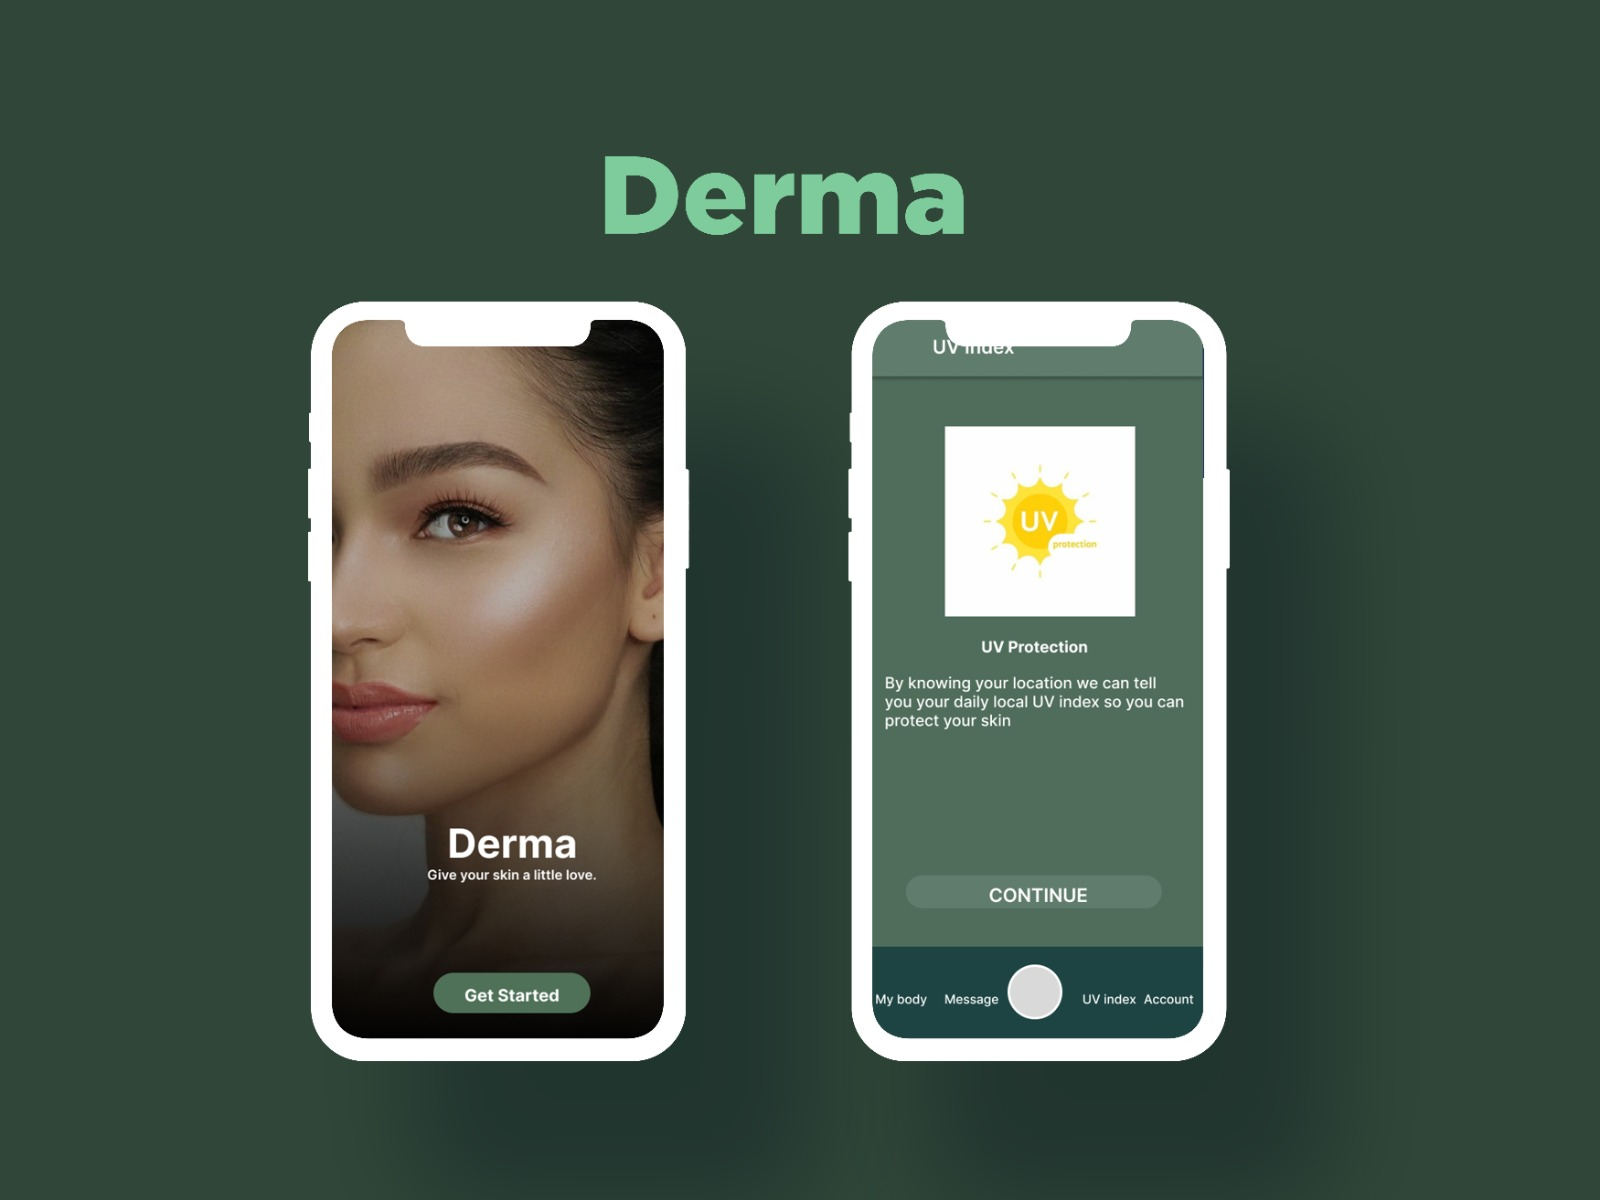 Derma
Derma
Give your skin a little love.
Get Started
UV index
UV
protection
UV Protection
By knowing your location we can tell
you your daily local UV index so you can
protect your skin
CONTINUE
My body Message UV index Account